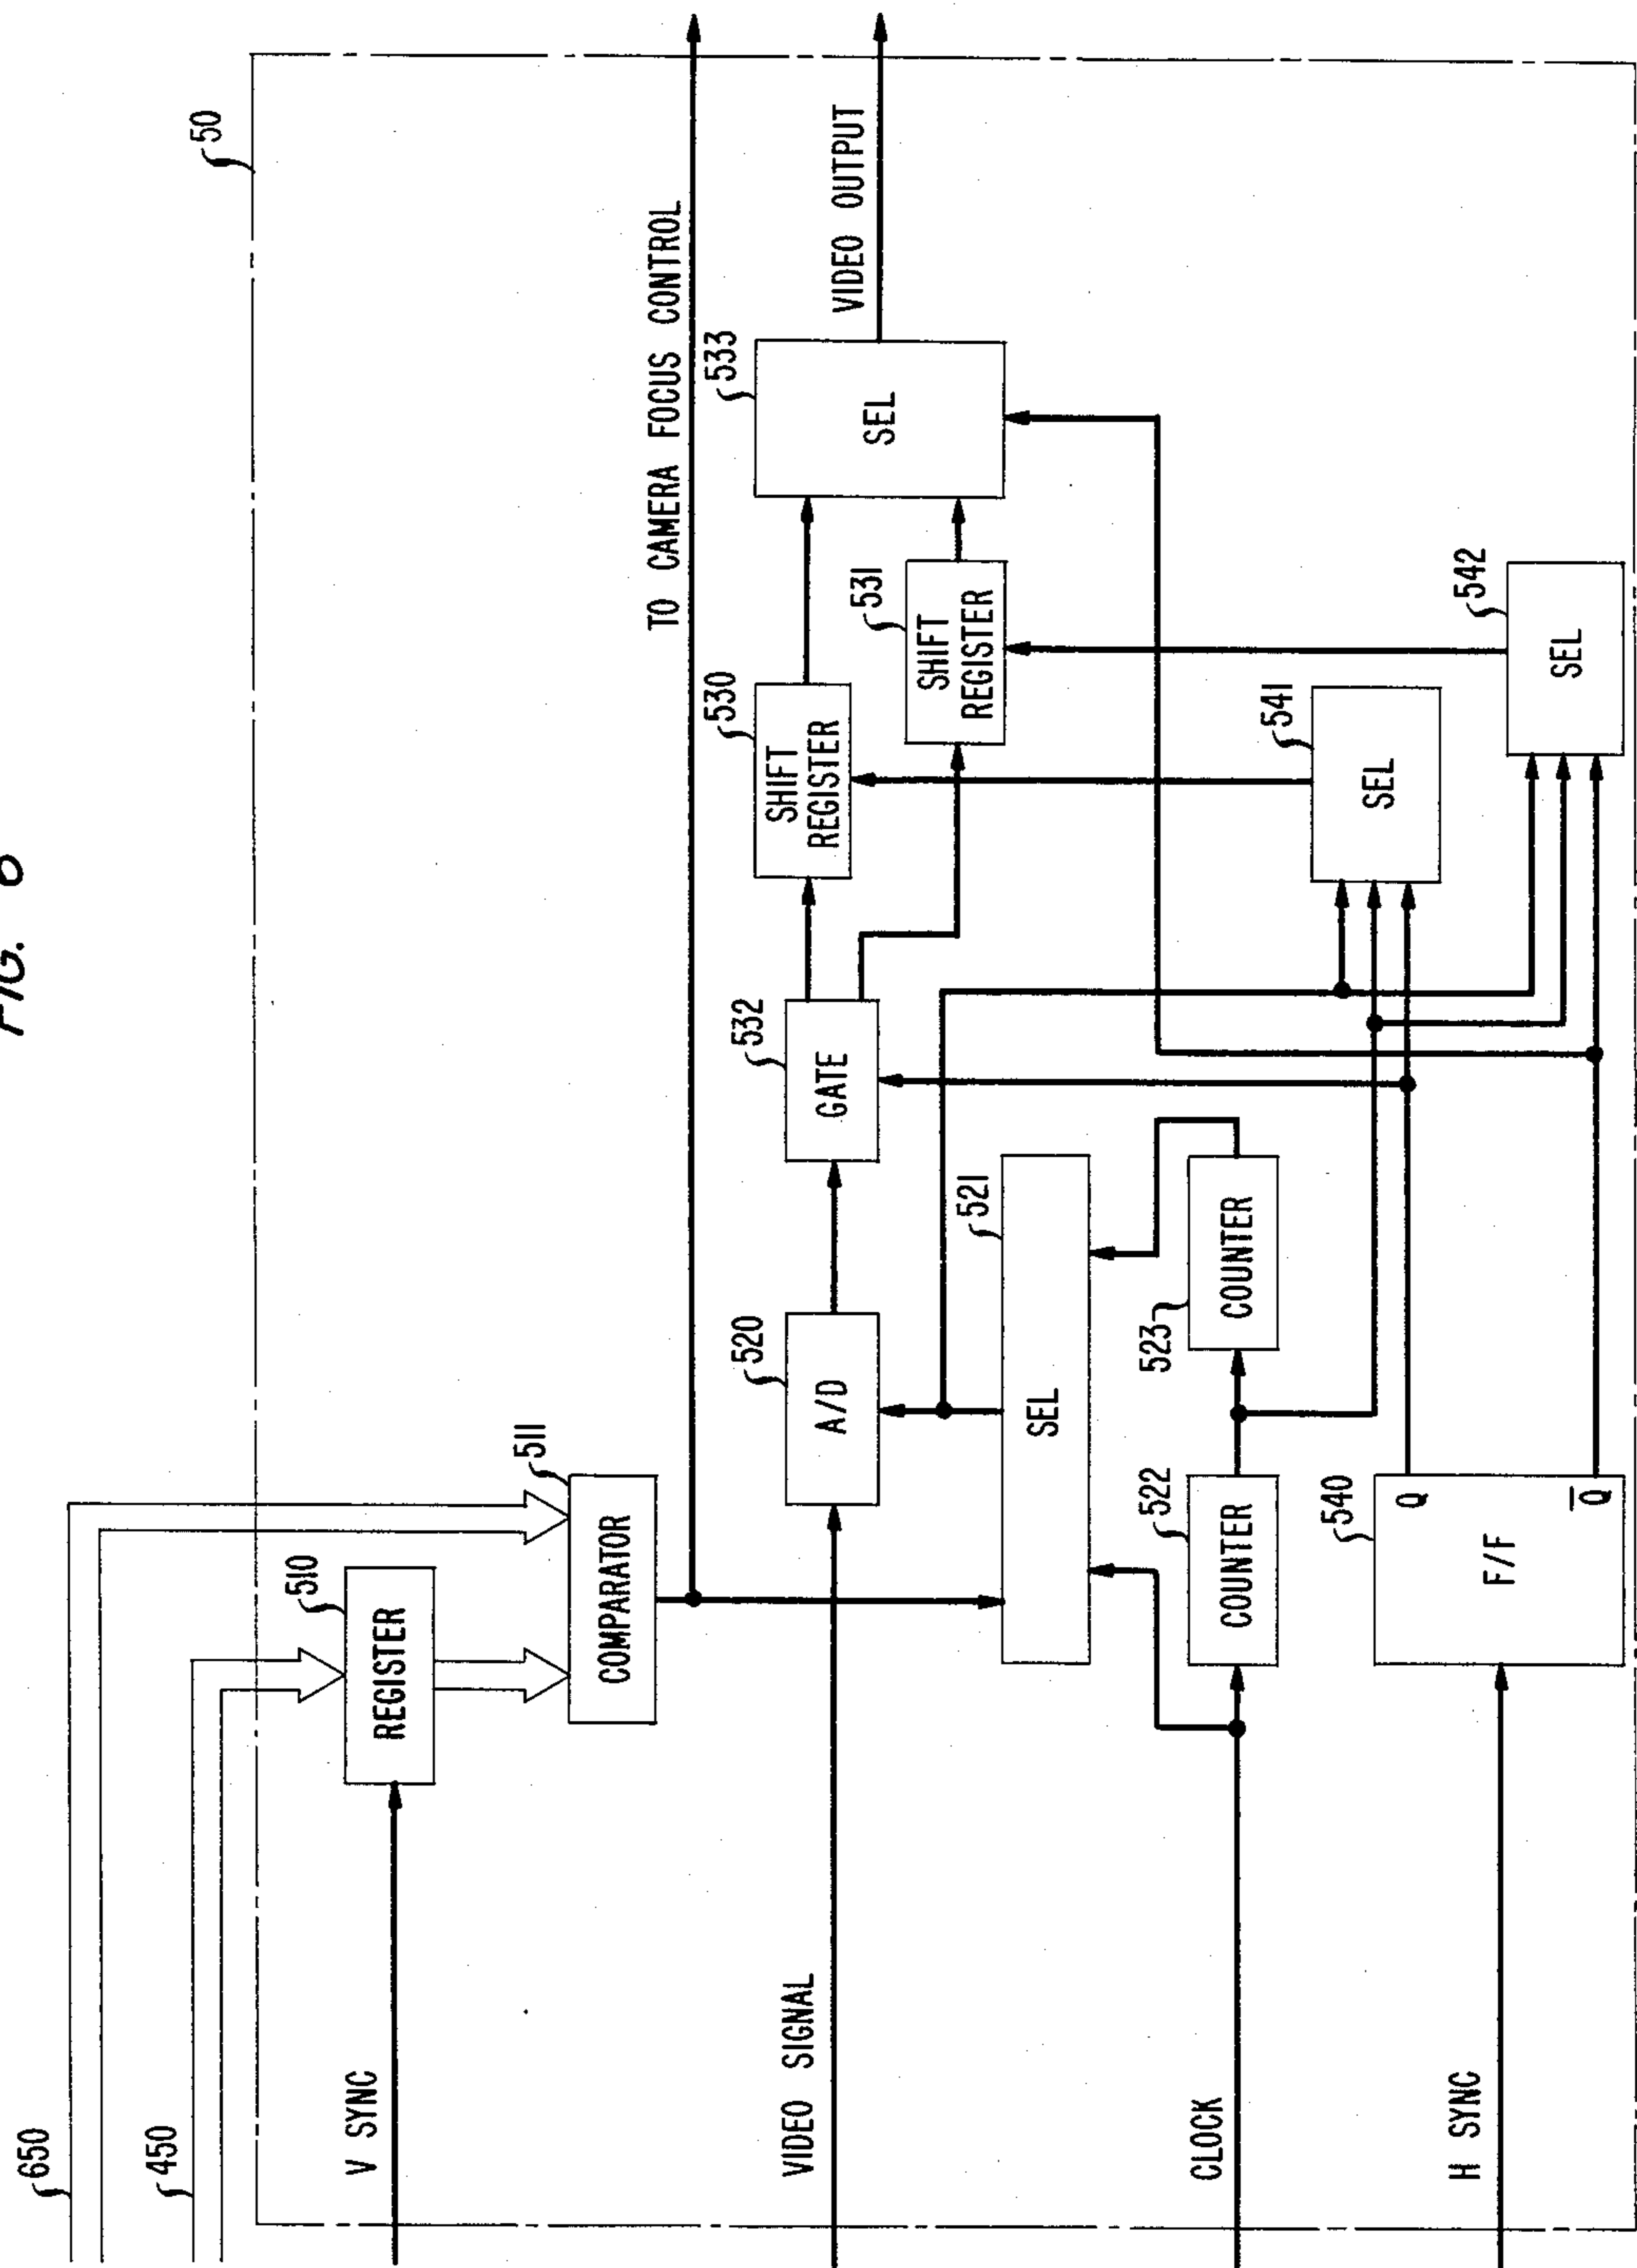 FIG. 6
50
650
450
V SYNC
510
REGISTER
511
COMPARATOR
TO CAMERA FOCUS CONTROL
VIDEO SIGNAL
520
A/D
532
GATE
530
SHIFT
REGISTER
531
SHIFT
REGISTER
533
SEL
VIDEO OUTPUT
521
SEL
CLOCK
522
COUNTER
523
COUNTER
541
SEL
542
SEL
H SYNC
540
F/F
Q
Q̅